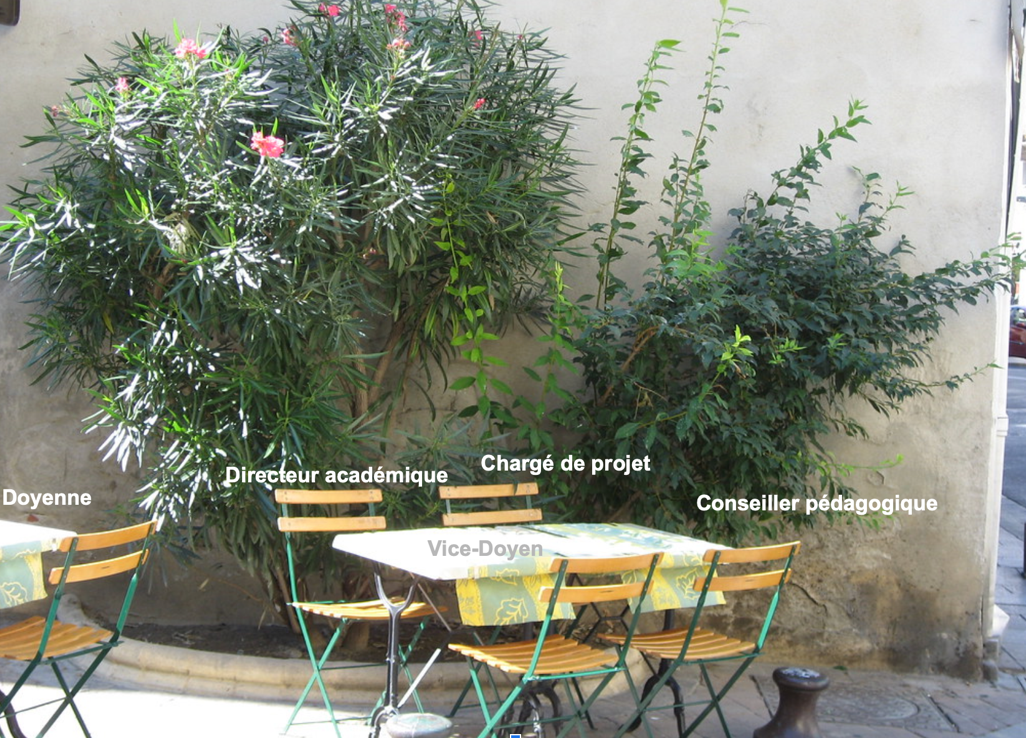 Chargé de projet
Directeur académique
Doyenne
Conseiller pédagogique
Vice-Doyen